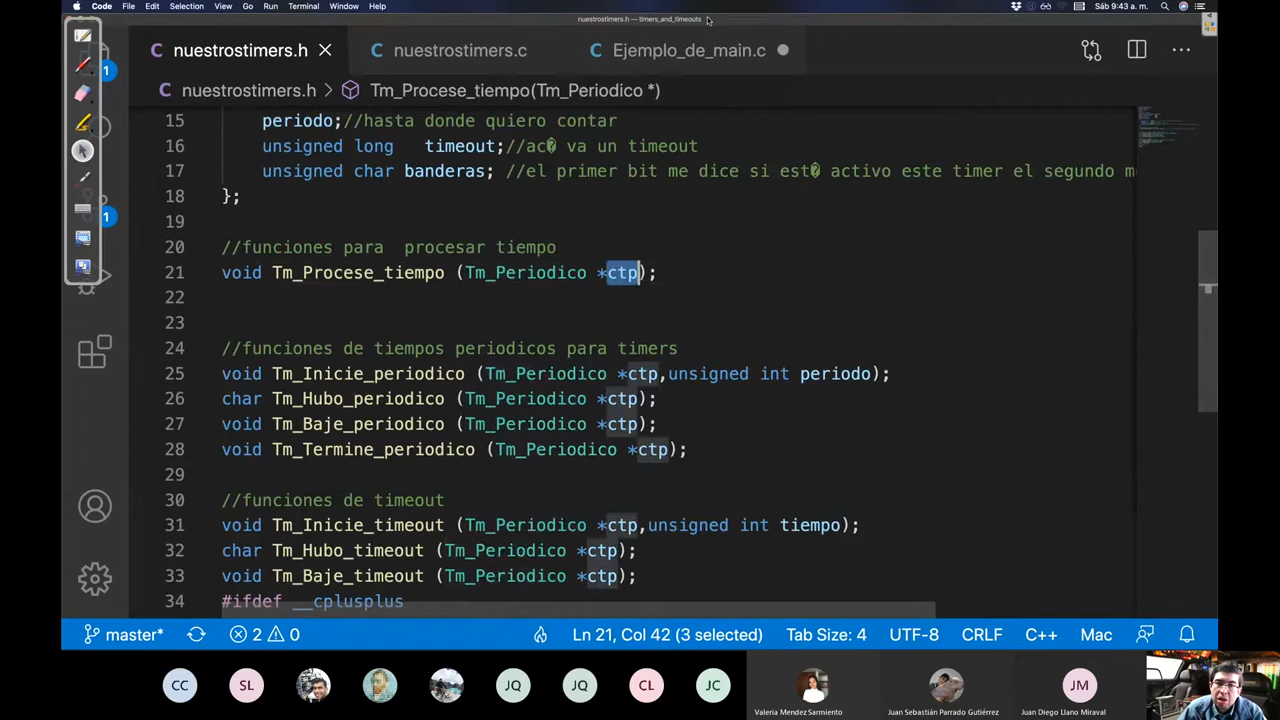 Code File Edit Selection View Go Run Terminal Window Help Sáb 9:43 a. m.
nuestrostimers.h — timers_and_timeouts
C nuestrostimers.h × C nuestrostimers.c C Ejemplo_de_main.c
C nuestrostimers.h > Tm_Procese_tiempo(Tm_Periodico *)
1
1
15 periodo;//hasta donde quiero contar
16 unsigned long timeout;//ac� va un timeout
17 unsigned char banderas; //el primer bit me dice si est� activo este timer el segundo m
18 };
19
20 //funciones para procesar tiempo
21 void Tm_Procese_tiempo (Tm_Periodico *ctp);
22
23
24 //funciones de tiempos periodicos para timers
25 void Tm_Inicie_periodico (Tm_Periodico *ctp,unsigned int periodo);
26 char Tm_Hubo_periodico (Tm_Periodico *ctp);
27 void Tm_Baje_periodico (Tm_Periodico *ctp);
28 void Tm_Termine_periodico (Tm_Periodico *ctp);
29
30 //funciones de timeout
31 void Tm_Inicie_timeout (Tm_Periodico *ctp,unsigned int tiempo);
32 char Tm_Hubo_timeout (Tm_Periodico *ctp);
33 void Tm_Baje_timeout (Tm_Periodico *ctp);
34 #ifdef __cplusplus
master* 2 0 Ln 21, Col 42 (3 selected) Tab Size: 4 UTF-8 CRLF C++ Mac
CC SL JQ JQ CL JC JM
Valeria Mendez Sarmiento Juan Sebastián Parrado Gutiérrez Juan Diego Llano Miraval